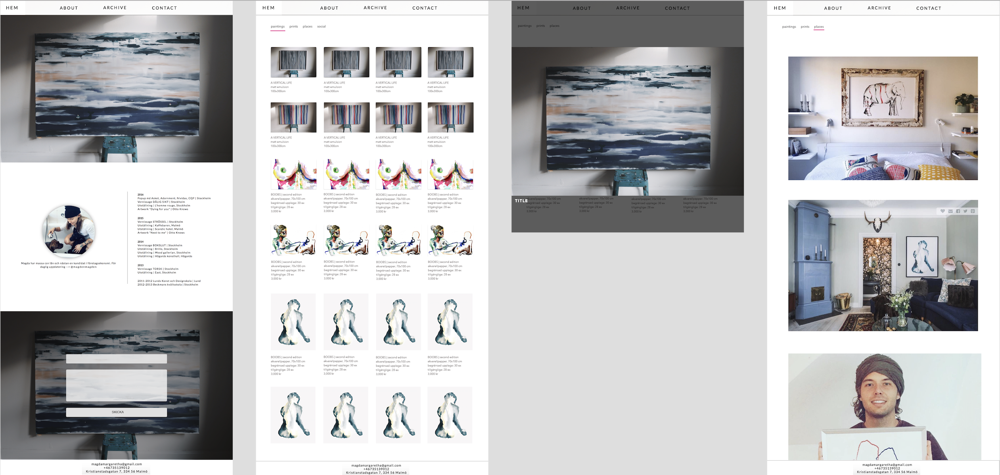 HEM ABOUT ARCHIVE CONTACT
2016
Popup md Asket, Adornment, Nividas, CQP | Stockholm
Vernissage DÅLIG SIKT | Stockholm
Utställning | L'homme rouge, Stockholm
Artwork "Dying for you" | Otto Knows
2015
Vernissage STRÖSSEL | Stockholm
Utställning | Kaffebaren, Malmö
Utställning | Scandic hotel, Malmö
Artwork "Next to me" | Otto Knows
2014
Vernissage BOKSLUT | Stockholm
Utställning | Brillo, Stockholm
Utställning | Mood gallerian, Stockholm
Utställning | Höganäs konsthall, Höganäs
2013
Vernissage TORSK | Stockholm
Utställning | East, Stockholm
2011-2012 Lunds Konst och Designskola | Lund
2012-2013 Beckmans kvällsskola | Stockholm
Magda har massa csn lån och nästan en kandidat i företagsekonomi. För
daglig uppdatering --> @magdenmagden
SKICKA
magdamargaretha@gmail.com
+46735139012
Kristianstadsgatan 7, 334 56 Malmö
HEM ABOUT ARCHIVE CONTACT
paintings prints places social
A VERTICAL LIFE A VERTICAL LIFE A VERTICAL LIFE A VERTICAL LIFE
matt emulsion matt emulsion matt emulsion matt emulsion
100x300cm 100x300cm 100x300cm 100x300cm
A VERTICAL LIFE A VERTICAL LIFE A VERTICAL LIFE A VERTICAL LIFE
matt emulsion matt emulsion matt emulsion matt emulsion
100x300cm 100x300cm 100x300cm 100x300cm
BOOBS | second edition BOOBS | second edition BOOBS | second edition BOOBS | second edition
akvarellpapper, 70x100 cm akvarellpapper, 70x100 cm akvarellpapper, 70x100 cm akvarellpapper, 70x100 cm
begränsad upplaga: 30 ex begränsad upplaga: 30 ex begränsad upplaga: 30 ex begränsad upplaga: 30 ex
tillgängliga: 28 ex tillgängliga: 28 ex tillgängliga: 28 ex tillgängliga: 28 ex
3,000 kr 3,000 kr 3,000 kr 3,000 kr
BOOBS | second edition BOOBS | second edition BOOBS | second edition BOOBS | second edition
akvarellpapper, 70x100 cm akvarellpapper, 70x100 cm akvarellpapper, 70x100 cm akvarellpapper, 70x100 cm
begränsad upplaga: 30 ex begränsad upplaga: 30 ex begränsad upplaga: 30 ex begränsad upplaga: 30 ex
tillgängliga: 28 ex tillgängliga: 28 ex tillgängliga: 28 ex tillgängliga: 28 ex
3,000 kr 3,000 kr 3,000 kr 3,000 kr
BOOBS | second edition BOOBS | second edition BOOBS | second edition BOOBS | second edition
akvarellpapper, 70x100 cm akvarellpapper, 70x100 cm akvarellpapper, 70x100 cm akvarellpapper, 70x100 cm
begränsad upplaga: 30 ex begränsad upplaga: 30 ex begränsad upplaga: 30 ex begränsad upplaga: 30 ex
tillgängliga: 28 ex tillgängliga: 28 ex tillgängliga: 28 ex tillgängliga: 28 ex
3,000 kr 3,000 kr 3,000 kr 3,000 kr
magdamargaretha@gmail.com
+46735139012
Kristianstadsgatan 7, 334 56 Malmö
HEM ABOUT ARCHIVE CONTACT
paintings prints places
TITLE
akvarellpapper, 70x100 cm akvarellpapper, 70x100 cm akvarellpapper, 70x100 cm akvarellpapper, 70x100 cm
begränsad upplaga: 30 ex begränsad upplaga: 30 ex begränsad upplaga: 30 ex begränsad upplaga: 30 ex
tillgängliga: 28 ex tillgängliga: 28 ex tillgängliga: 28 ex tillgängliga: 28 ex
3,000 kr 3,000 kr 3,000 kr 3,000 kr
HEM ABOUT ARCHIVE CONTACT
paintings prints places
magdamargaretha@gmail.com
+46735139012
Kristianstadsgatan 7, 334 56 Malmö